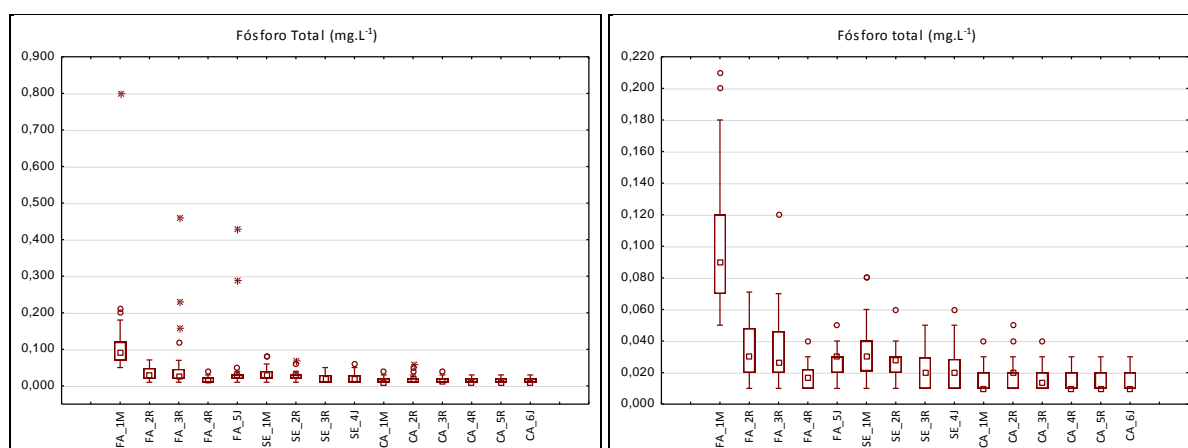 Fósforo Total (mg.L-1)
0,900
0,800
0,700
0,600
0,500
0,400
0,300
0,200
0,100
0,000
FA_1M
FA_2R
FA_3R
FA_4R
FA_5J
SE_1M
SE_2R
SE_3R
SE_4J
CA_1M
CA_2R
CA_3R
CA_4R
CA_5R
CA_6J
Fósforo total (mg.L-1)
0,220
0,200
0,180
0,160
0,140
0,120
0,100
0,080
0,060
0,040
0,020
0,000
FA_1M
FA_2R
FA_3R
FA_4R
FA_5J
SE_1M
SE_2R
SE_3R
SE_4J
CA_1M
CA_2R
CA_3R
CA_4R
CA_5R
CA_6J